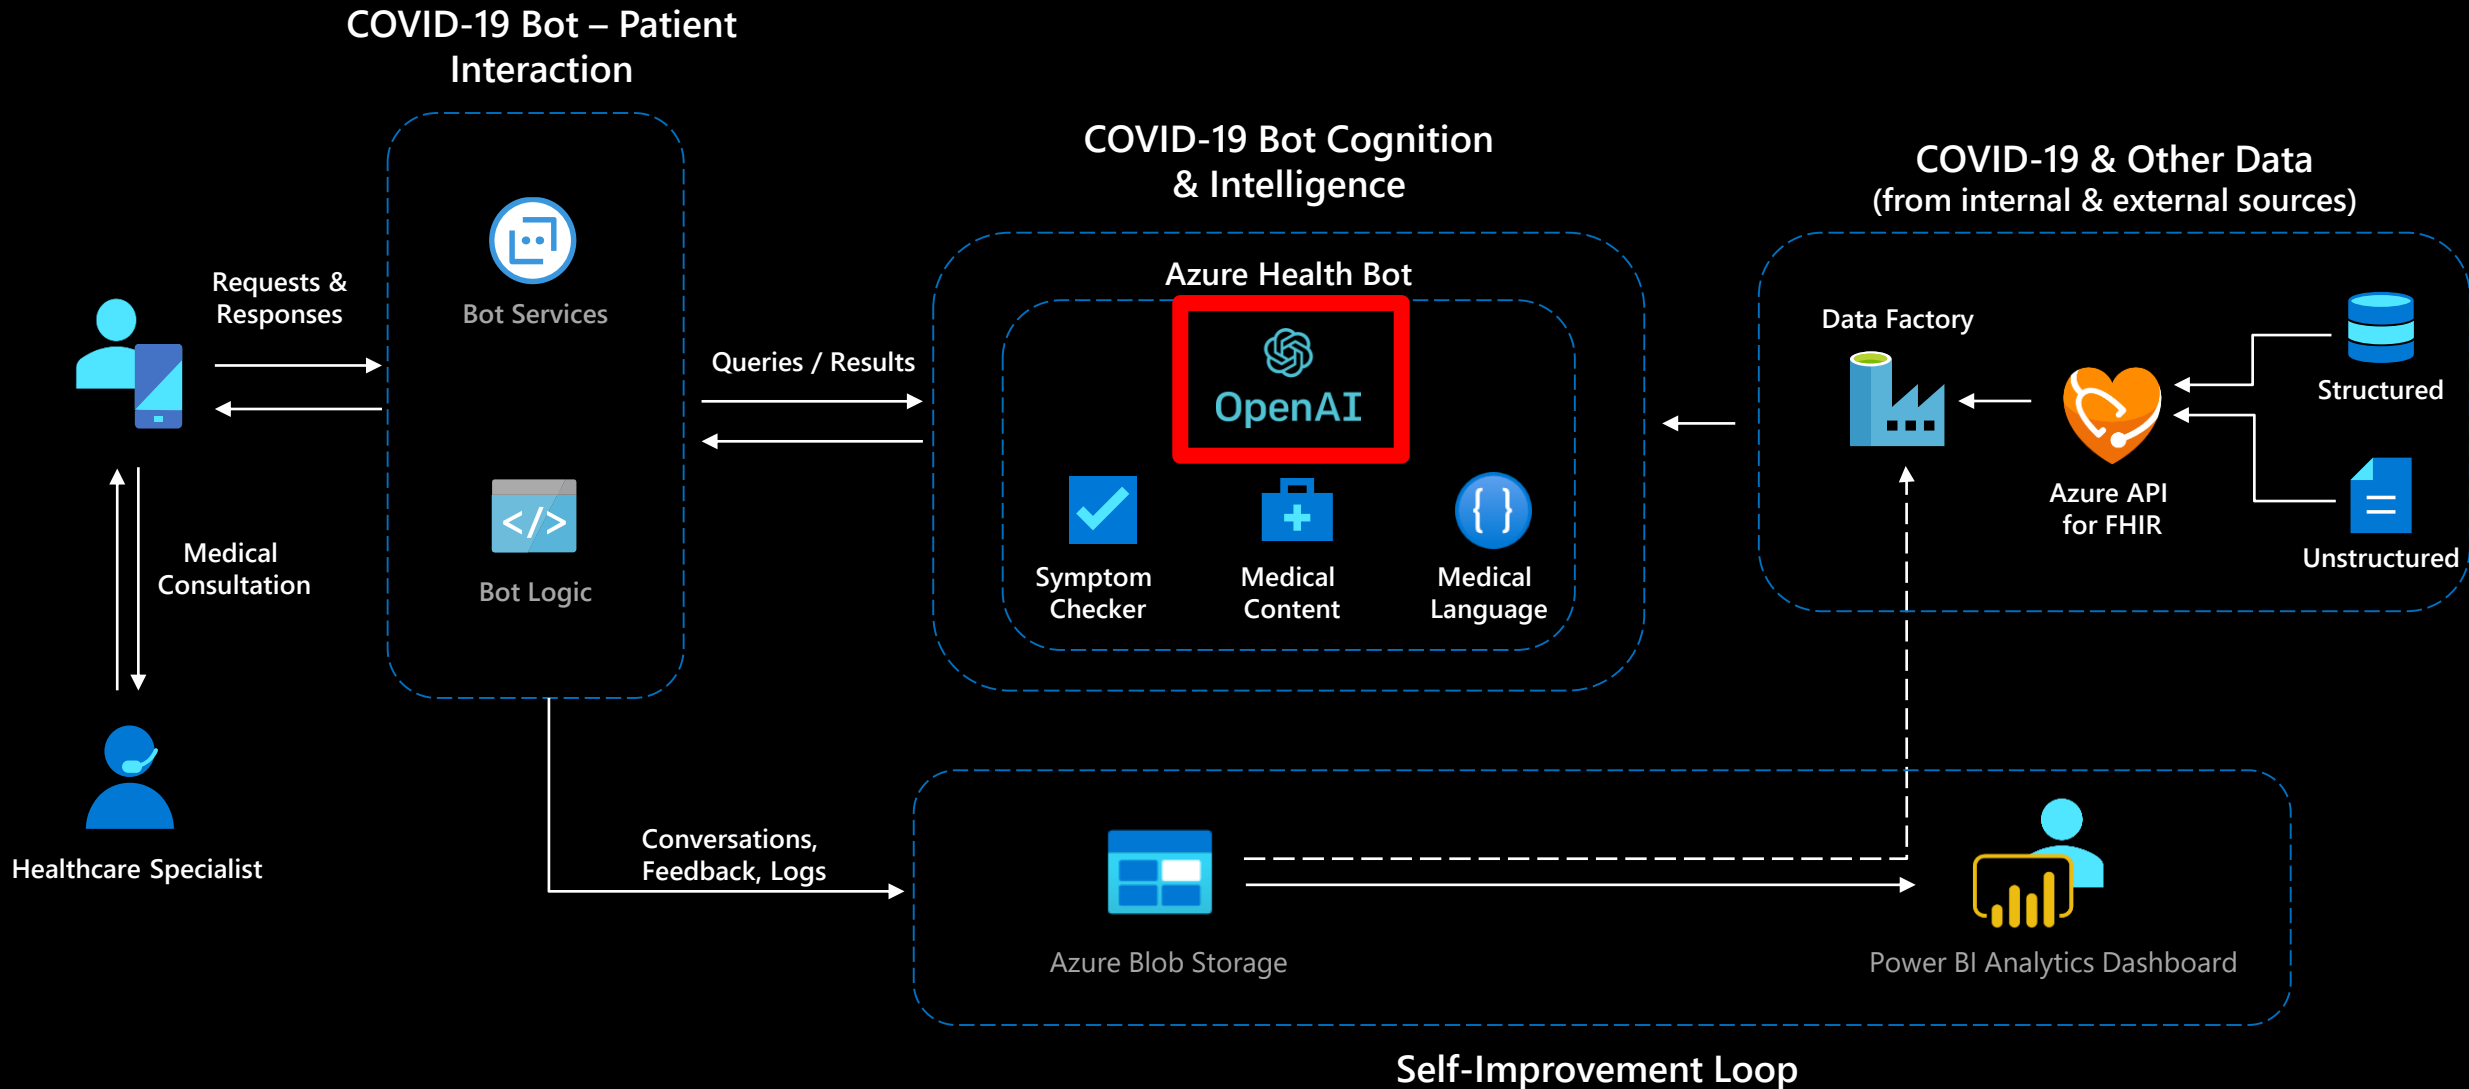 COVID-19 Bot – Patient
Interaction
COVID-19 Bot Cognition
& Intelligence
COVID-19 & Other Data
(from internal & external sources)
Requests &
Responses
Bot Services
Queries / Results
Azure Health Bot
OpenAI
Data Factory
Structured
Azure API
for FHIR
Unstructured
Medical
Consultation
</>
Bot Logic
{ }
Symptom
Checker
Medical
Content
Medical
Language
Healthcare Specialist
Conversations,
Feedback, Logs
Azure Blob Storage
Power BI Analytics Dashboard
Self-Improvement Loop